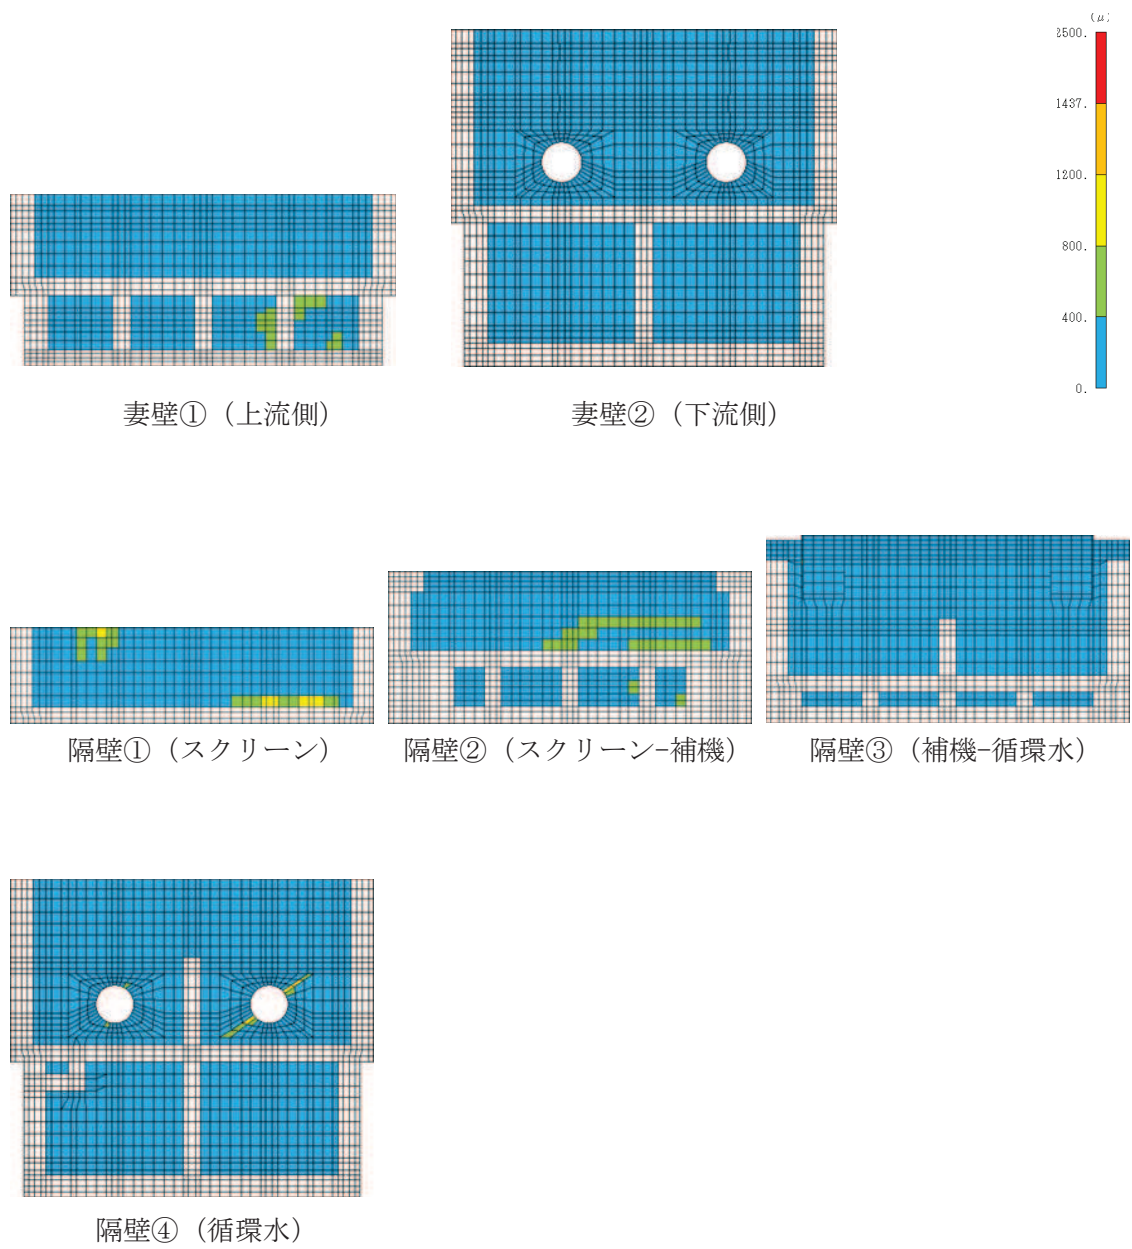 (μ)
2500.
1437.
1200.
800.
400.
0.
妻壁①（上流側）
妻壁②（下流側）
隔壁①（スクリーン）
隔壁②（スクリーン-補機）
隔壁③（補機-循環水）
隔壁④（循環水）